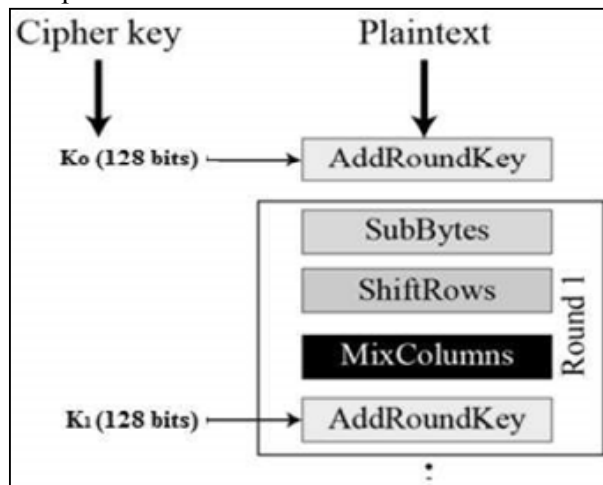 Cipher key
Plaintext
K0 (128 bits)
AddRoundKey
SubBytes
ShiftRows
MixColumns
Round 1
K1 (128 bits)
AddRoundKey